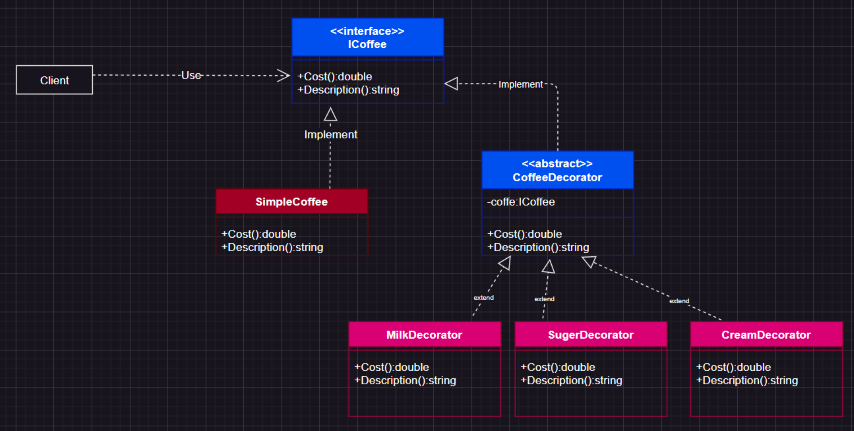 <<interface>>
ICoffee
Client
Use
+Cost():double
+Description():string
Implement
Implement
<<abstract>>
CoffeeDecorator
-coffe:ICoffee
+Cost():double
+Description():string
SimpleCoffee
+Cost():double
+Description():string
extend
extend
extend
MilkDecorator
+Cost():double
+Description():string
SugerDecorator
+Cost():double
+Description():string
CreamDecorator
+Cost():double
+Description():string